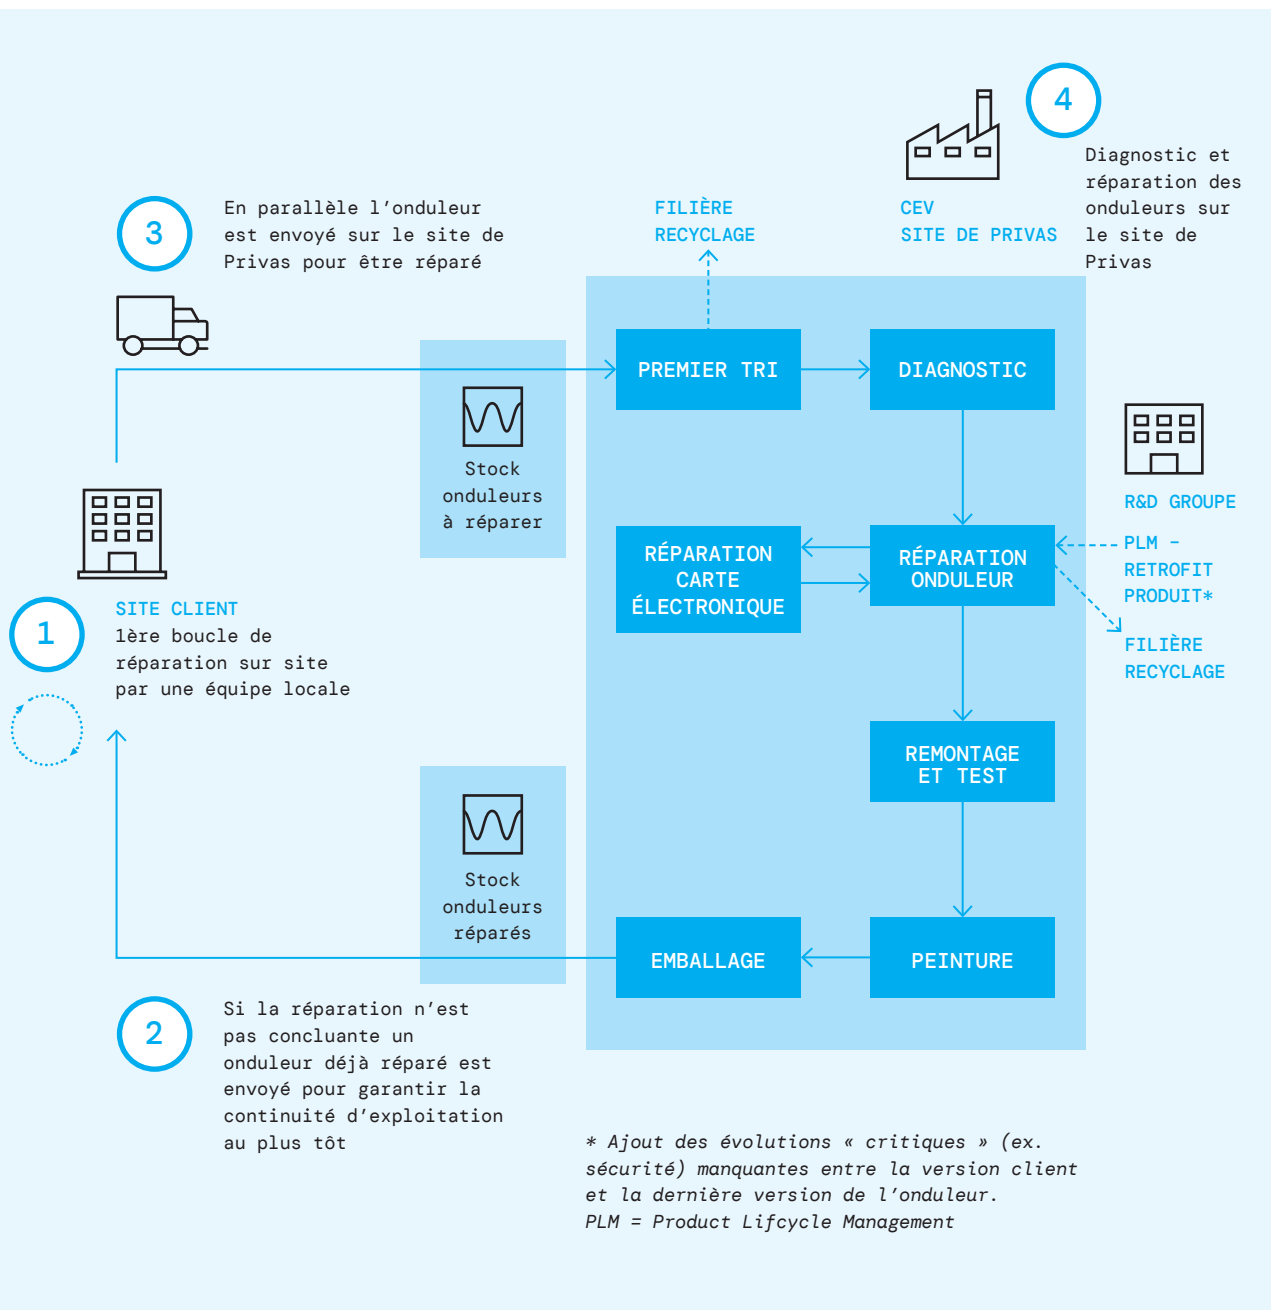 4
Diagnostic et
réparation des
onduleurs sur
le site de
Privas
3
En parallèle l’onduleur
est envoyé sur le site de
Privas pour être réparé
FILIÈRE
RECYCLAGE
CEV
SITE DE PRIVAS
PREMIER TRI
DIAGNOSTIC
Stock
onduleurs
à réparer
R&D GROUPE
PLM –
RETROFIT
PRODUIT*
FILIÈRE
RECYCLAGE
RÉPARATION
CARTE
ÉLECTRONIQUE
RÉPARATION
ONDULEUR
1
SITE CLIENT
1ère boucle de
réparation sur site
par une équipe locale
REMONTAGE
ET TEST
Stock
onduleurs
réparés
EMBALLAGE
PEINTURE
2
Si la réparation n’est
pas concluante un
onduleur déjà réparé est
envoyé pour garantir la
continuité d’exploitation
au plus tôt
* Ajout des évolutions « critiques » (ex.
sécurité) manquantes entre la version client
et la dernière version de l’onduleur.
PLM = Product Lifcycle Management